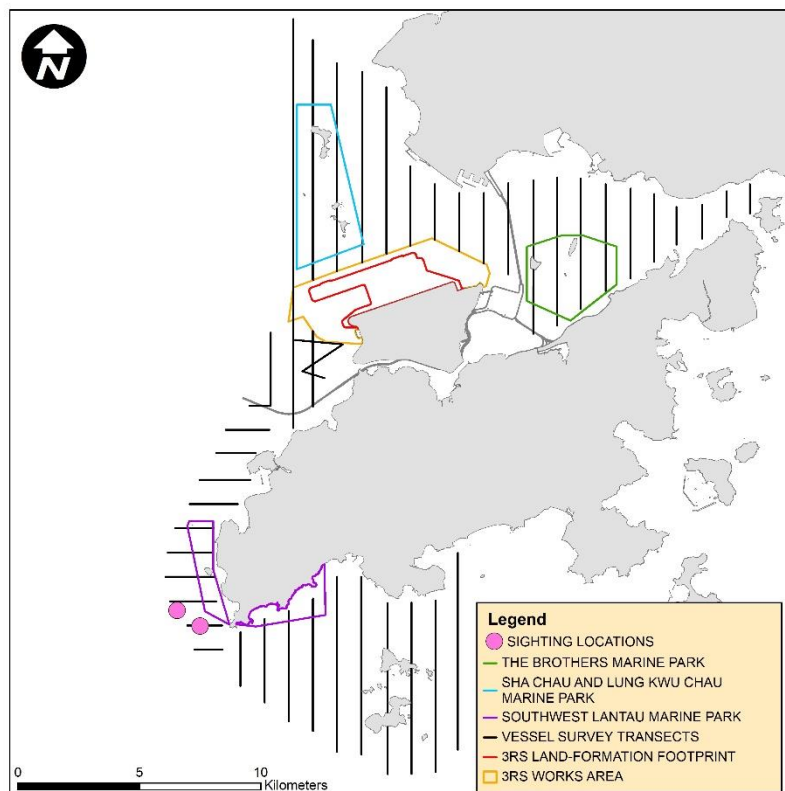 N
Legend
SIGHTING LOCATIONS
THE BROTHERS MARINE PARK
SHA CHAU AND LUNG KWU CHAU
MARINE PARK
SOUTHWEST LANTAU MARINE PARK
VESSEL SURVEY TRANSECTS
3RS LAND-FORMATION FOOTPRINT
3RS WORKS AREA
0 5 10
Kilometers